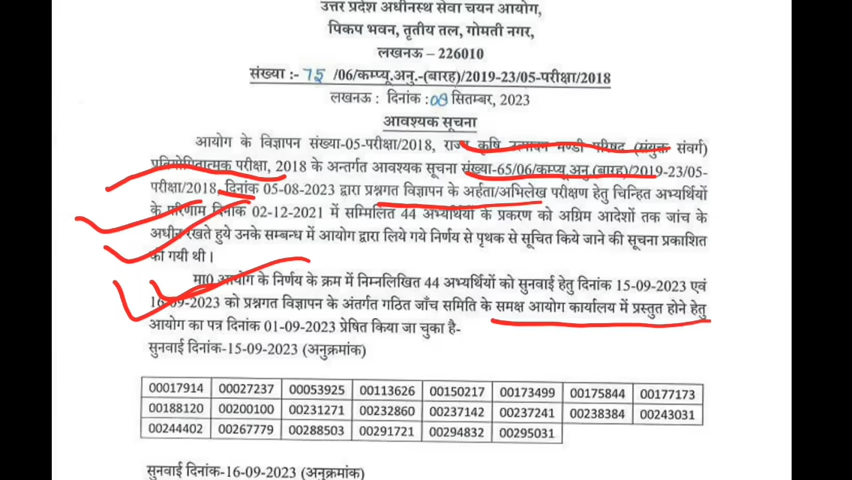 उत्तर प्रदेश अधीनस्थ सेवा चयन आयोग,
पिकप भवन, तृतीय तल, गोमती नगर,
लखनऊ – 226010
संख्या :- 75 /06/कम्प्यू.अनु.-(बारह)/2019-23/05-परीक्षा/2018
लखनऊ : दिनांक :08 सितम्बर, 2023
आवश्यक सूचना
आयोग के विज्ञापन संख्या-05-परीक्षा/2018, राज्य कृषि उत्पादन मण्डी परिषद (संयुक्त संवर्ग)
प्रतियोगितात्मक परीक्षा, 2018 के अन्तर्गत आवश्यक सूचना संख्या-65/06/कम्प्यू.अनु.(बारह)/2019-23/05-
परीक्षा/2018, दिनांक 05-08-2023 द्वारा प्रश्नगत विज्ञापन के अर्हता/अभिलेख परीक्षण हेतु चिन्हित अभ्यर्थियों
के परिणाम दिनांक 02-12-2021 में सम्मिलित 44 अभ्यर्थियों के प्रकरण को अग्रिम आदेशों तक जांच के
अधीन रखते हुये उनके सम्बन्ध में आयोग द्वारा लिये गये निर्णय से पृथक से सूचित किये जाने की सूचना प्रकाशित
की गयी थी ।
मा0 आयोग के निर्णय के क्रम में निम्नलिखित 44 अभ्यर्थियों को सुनवाई हेतु दिनांक 15-09-2023 एवं
16-09-2023 को प्रश्नगत विज्ञापन के अंतर्गत गठित जाँच समिति के समक्ष आयोग कार्यालय में प्रस्तुत होने हेतु
आयोग का पत्र दिनांक 01-09-2023 प्रेषित किया जा चुका है-
सुनवाई दिनांक-15-09-2023 (अनुक्रमांक)
00017914 00027237 00053925 00113626 00150217 00173499 00175844 00177173
00188120 00200100 00231271 00232860 00237142 00237241 00238384 00243031
00244402 00267779 00288503 00291721 00294832 00295031
सुनवाई दिनांक-16-09-2023 (अनुक्रमांक)